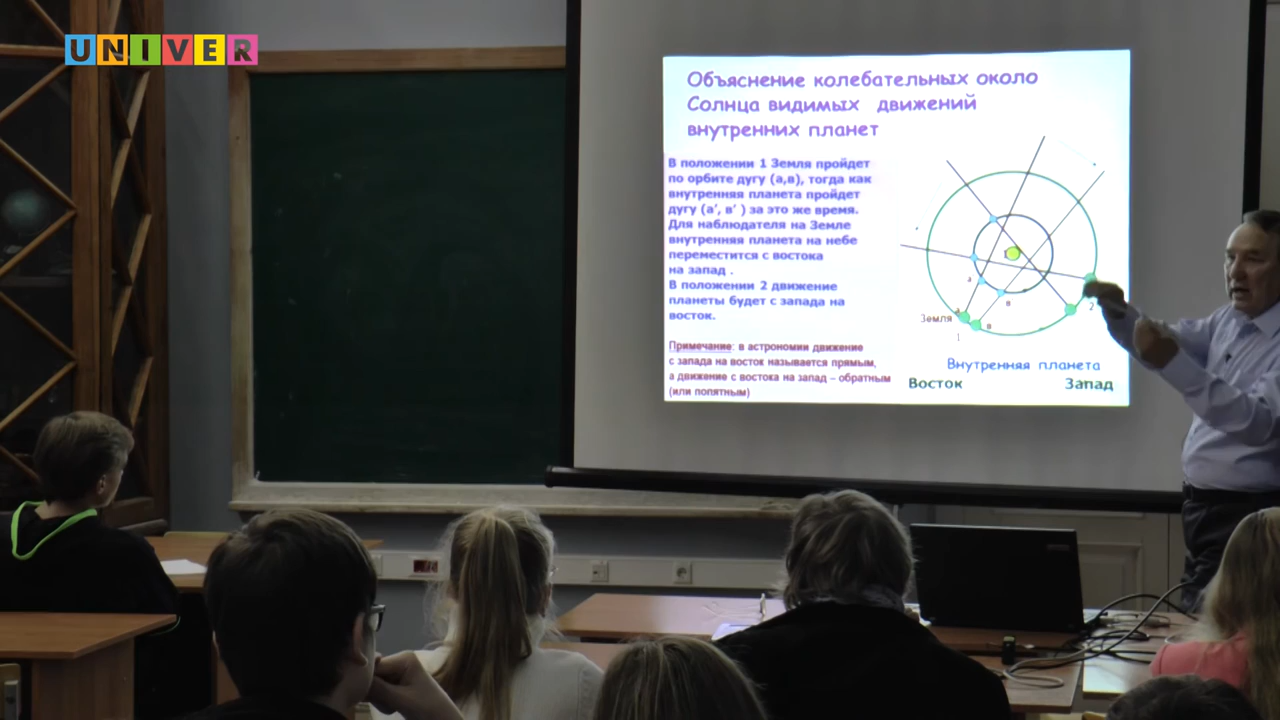 UNIVER
Объяснение колебательных около
Солнца видимых движений
внутренних планет
В положении 1 Земля пройдет
по орбите дугу (а,в), тогда как
внутренняя планета пройдет
дугу (а′, в′ ) за это же время.
Для наблюдателя на Земле
внутренняя планета на небе
переместится с востока
на запад .
В положении 2 движение
планеты будет с запада на
восток.
Примечание: в астрономии движение
с запада на восток называется прямым,
а движение с востока на запад – обратным
(или попятным)
а
в
Земля
в
1
2
Внутренняя планета
Восток Запад